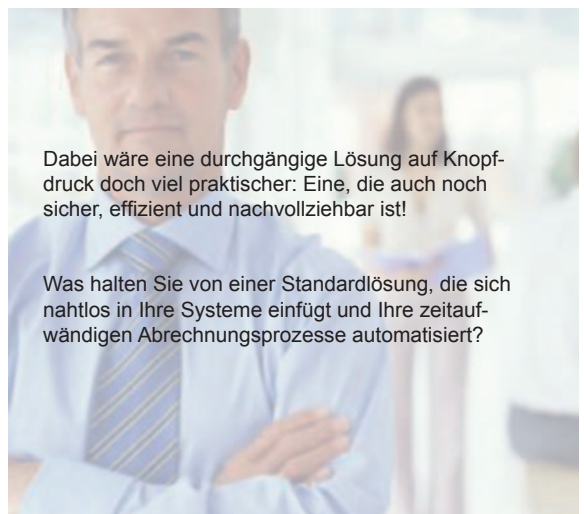 Dabei wäre eine durchgängige Lösung auf Knopf-
druck doch viel praktischer: Eine, die auch noch
sicher, effizient und nachvollziehbar ist!
Was halten Sie von einer Standardlösung, die sich
nahtlos in Ihre Systeme einfügt und Ihre zeitauf-
wändigen Abrechnungsprozesse automatisiert?